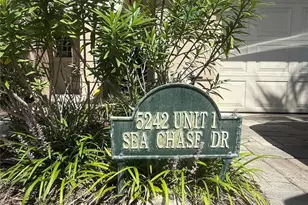 5242 UNIT 1
SEA CHASE DR